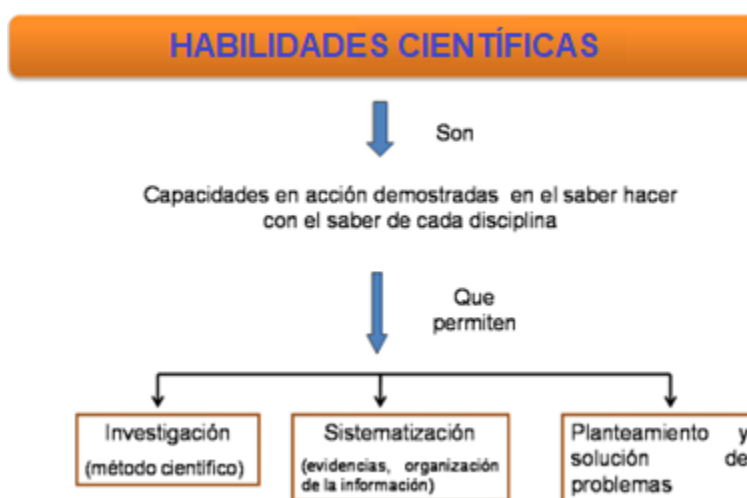 HABILIDADES CIENTÍFICAS
Son
Capacidades en acción demostradas en el saber hacer
con el saber de cada disciplina
Que
permiten
Investigación
(método científico)
Sistematización
(evidencias, organización
de la información)
Planteamiento y
solución de
problemas